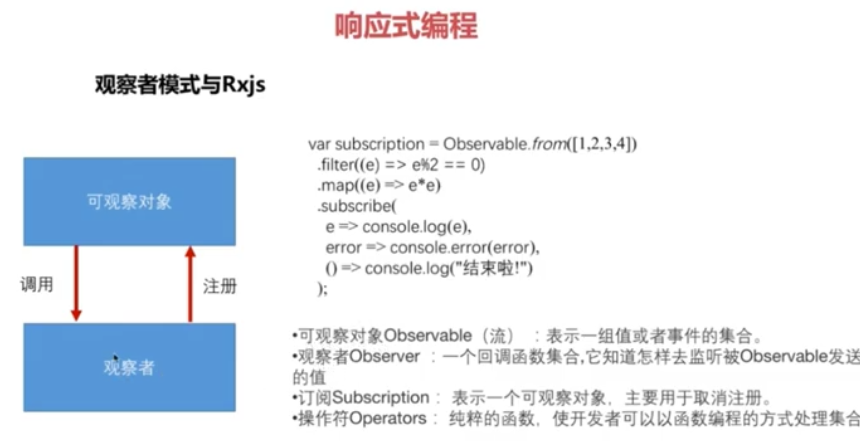 响应式编程
观察者模式与Rxjs
可观察对象
调用
注册
观察者
var subscription = Observable.from([1,2,3,4])
.filter((e) => e%2 == 0)
.map((e) => e*e)
.subscribe(
e => console.log(e),
error => console.error(error),
() => console.log("结束啦!")
);
•可观察对象Observable（流） ：表示一组值或者事件的集合。
•观察者Observer ：一个回调函数集合,它知道怎样去监听被Observable发送
的值
•订阅Subscription： 表示一个可观察对象，主要用于取消注册。
•操作符Operators： 纯粹的函数，使开发者可以以函数编程的方式处理集合